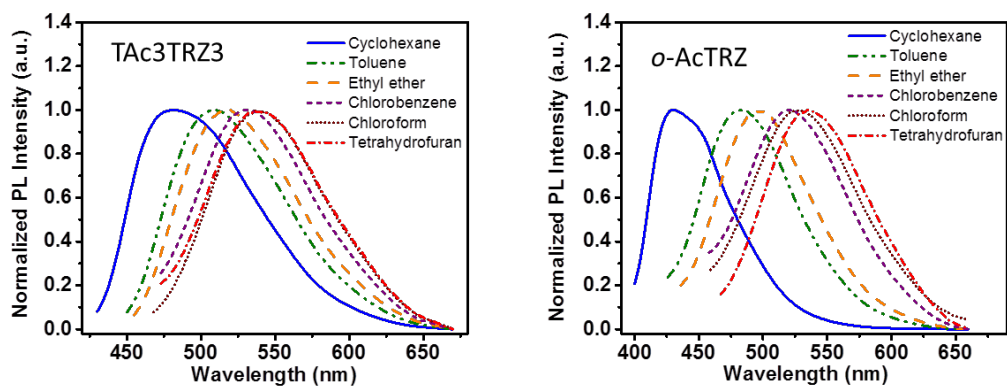 TAc3TRZ3
Cyclohexane
Toluene
Ethyl ether
Chlorobenzene
Chloroform
Tetrahydrofuran
Normalized PL Intensity (a.u.)
1.4
1.2
1.0
0.8
0.6
0.4
0.2
0.0
450 500 550 600 650
Wavelength (nm)
o-AcTRZ
Cyclohexane
Toluene
Ethyl ether
Chlorobenzene
Chloroform
Tetrahydrofuran
Normalized PL Intensity (a.u.)
1.4
1.2
1.0
0.8
0.6
0.4
0.2
0.0
400 450 500 550 600 650
Wavelength (nm)